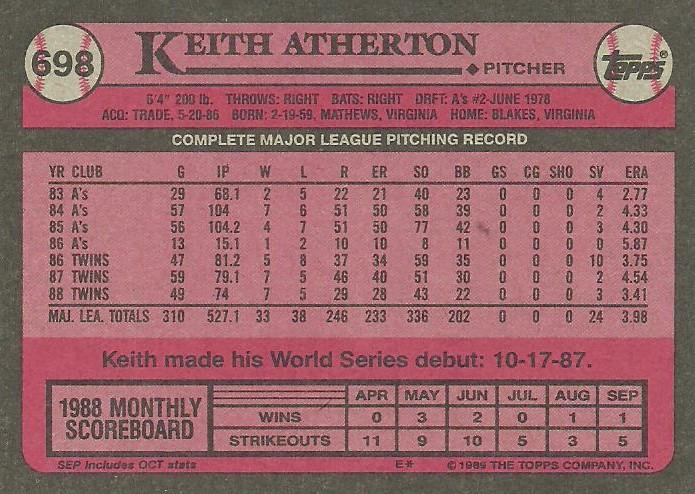 698
KEITH ATHERTON
PITCHER
TOPPS®
6'4" 200 lb. THROWS: RIGHT BATS: RIGHT DRFT: A's #2-JUNE 1978
ACQ: TRADE, 5-20-86 BORN: 2-19-59, MATHEWS, VIRGINIA HOME: BLAKES, VIRGINIA
COMPLETE MAJOR LEAGUE PITCHING RECORD
YR CLUB G IP W L R ER SO BB GS CG SHO SV ERA
83 A's 29 68.1 2 5 22 21 40 23 0 0 0 4 2.77
84 A's 57 104 7 6 51 50 58 39 0 0 0 2 4.33
85 A's 56 104.2 4 7 51 50 77 42 0 0 0 3 4.30
86 A's 13 15.1 1 2 10 10 8 11 0 0 0 0 5.87
86 TWINS 47 81.2 5 8 37 34 59 35 0 0 0 10 3.75
87 TWINS 59 79.1 7 5 46 40 51 30 0 0 0 2 4.54
88 TWINS 49 74 7 5 29 28 43 22 0 0 0 3 3.41
MAJ. LEA. TOTALS 310 527.1 33 38 246 233 336 202 0 0 0 24 3.98
Keith made his World Series debut: 10-17-87.
1988 MONTHLY SCOREBOARD
APR MAY JUN JUL AUG SEP
WINS 0 3 2 0 1 1
STRIKEOUTS 11 9 10 5 3 5
SEP Includes OCT stats E* © 1989 THE TOPPS COMPANY, INC.